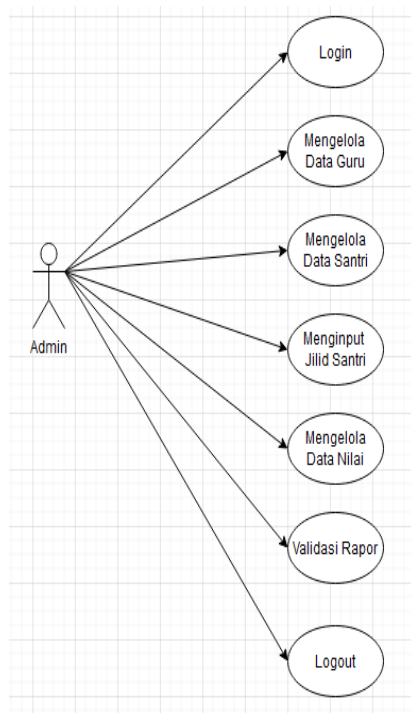 Login
Mengelola
Data Guru
Mengelola
Data Santri
Admin
Menginput
Jilid Santri
Mengelola
Data Nilai
Validasi Rapor
Logout